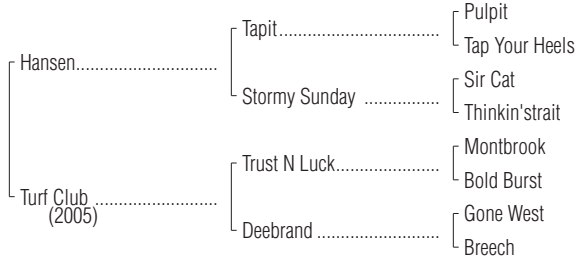 Pulpit
Tapit
Tap Your Heels
Hansen
Sir Cat
Stormy Sunday
Thinkin'strait
Montbrook
Trust N Luck
Bold Burst
Turf Club
(2005)
Gone West
Deebrand
Breech